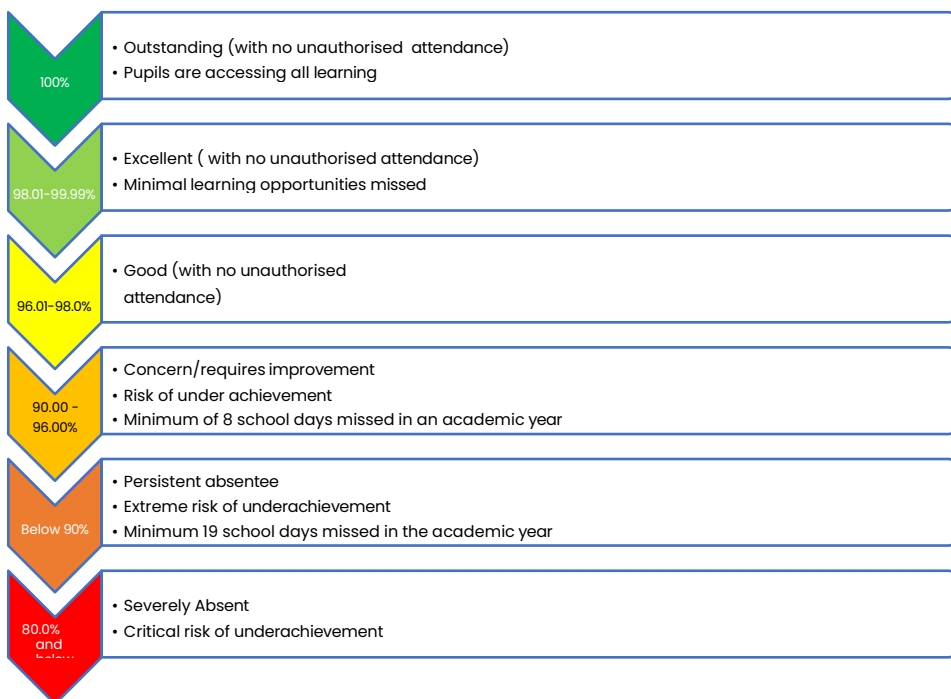 100%
• Outstanding (with no unauthorised attendance)
• Pupils are accessing all learning
98.01-99.99%
• Excellent ( with no unauthorised attendance)
• Minimal learning opportunities missed
96.01-98.0%
• Good (with no unauthorised
attendance)
90.00 -
96.00%
• Concern/requires improvement
• Risk of under achievement
• Minimum of 8 school days missed in an academic year
Below 90%
• Persistent absentee
• Extreme risk of underachievement
• Minimum 19 school days missed in the academic year
80.0%
and
below
• Severely Absent
• Critical risk of underachievement